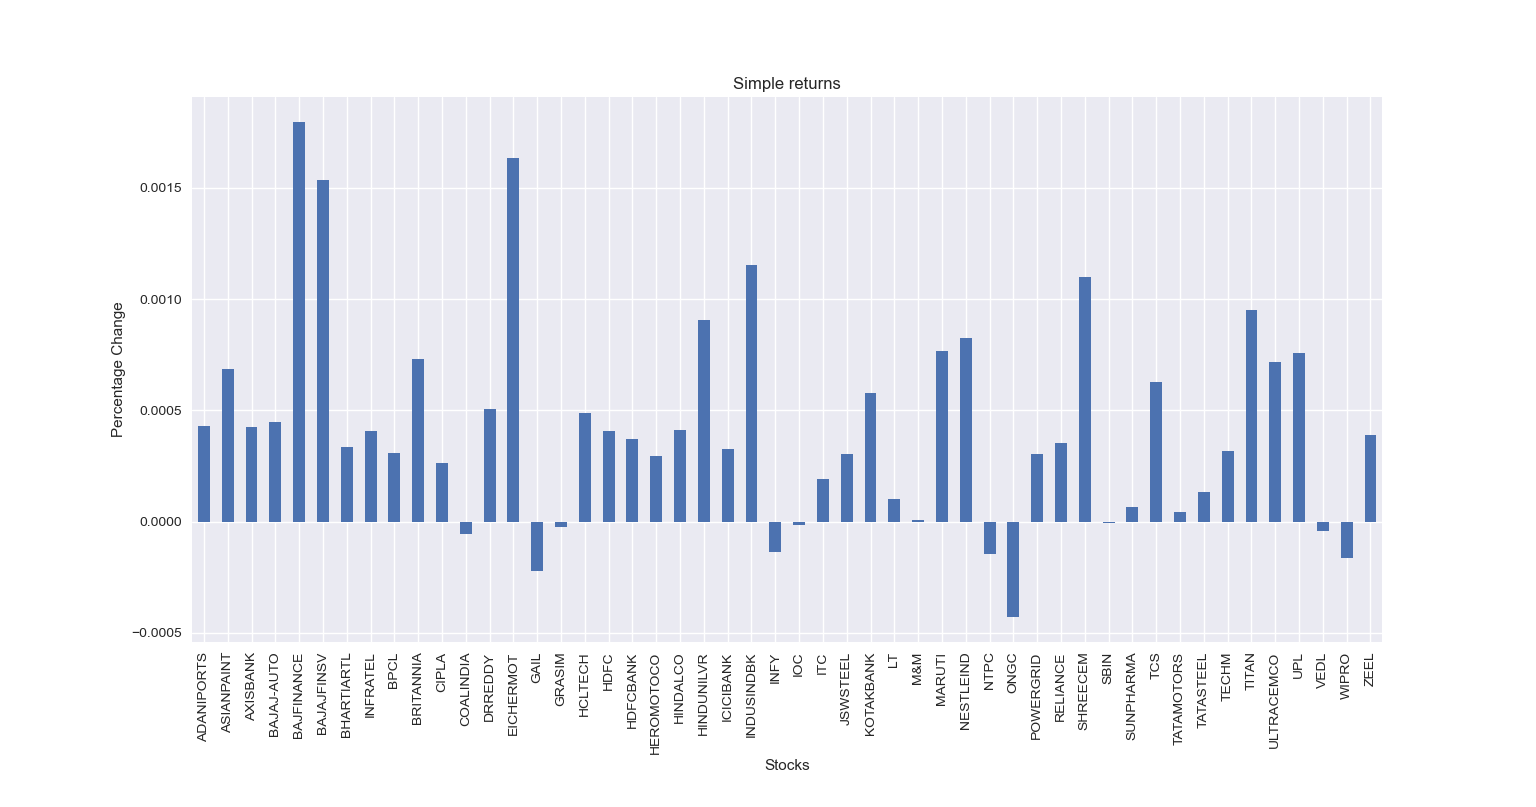 Simple returns
Percentage Change
0.0015
0.0010
0.0005
0.0000
−0.0005
ADANIPORTS
ASIANPAINT
AXISBANK
BAJAJ-AUTO
BAJFINANCE
BAJAJFINSV
BHARTIARTL
INFRATEL
BPCL
BRITANNIA
CIPLA
COALINDIA
DRREDDY
EICHERMOT
GAIL
GRASIM
HCLTECH
HDFC
HDFCBANK
HEROMOTOCO
HINDALCO
HINDUNILVR
ICICIBANK
INDUSINDBK
INFY
IOC
ITC
JSWSTEEL
KOTAKBANK
LT
M&M
MARUTI
NESTLEIND
NTPC
ONGC
POWERGRID
RELIANCE
SHREECEM
SBIN
SUNPHARMA
TCS
TATAMOTORS
TATASTEEL
TECHM
TITAN
ULTRACEMCO
UPL
VEDL
WIPRO
ZEEL
Stocks